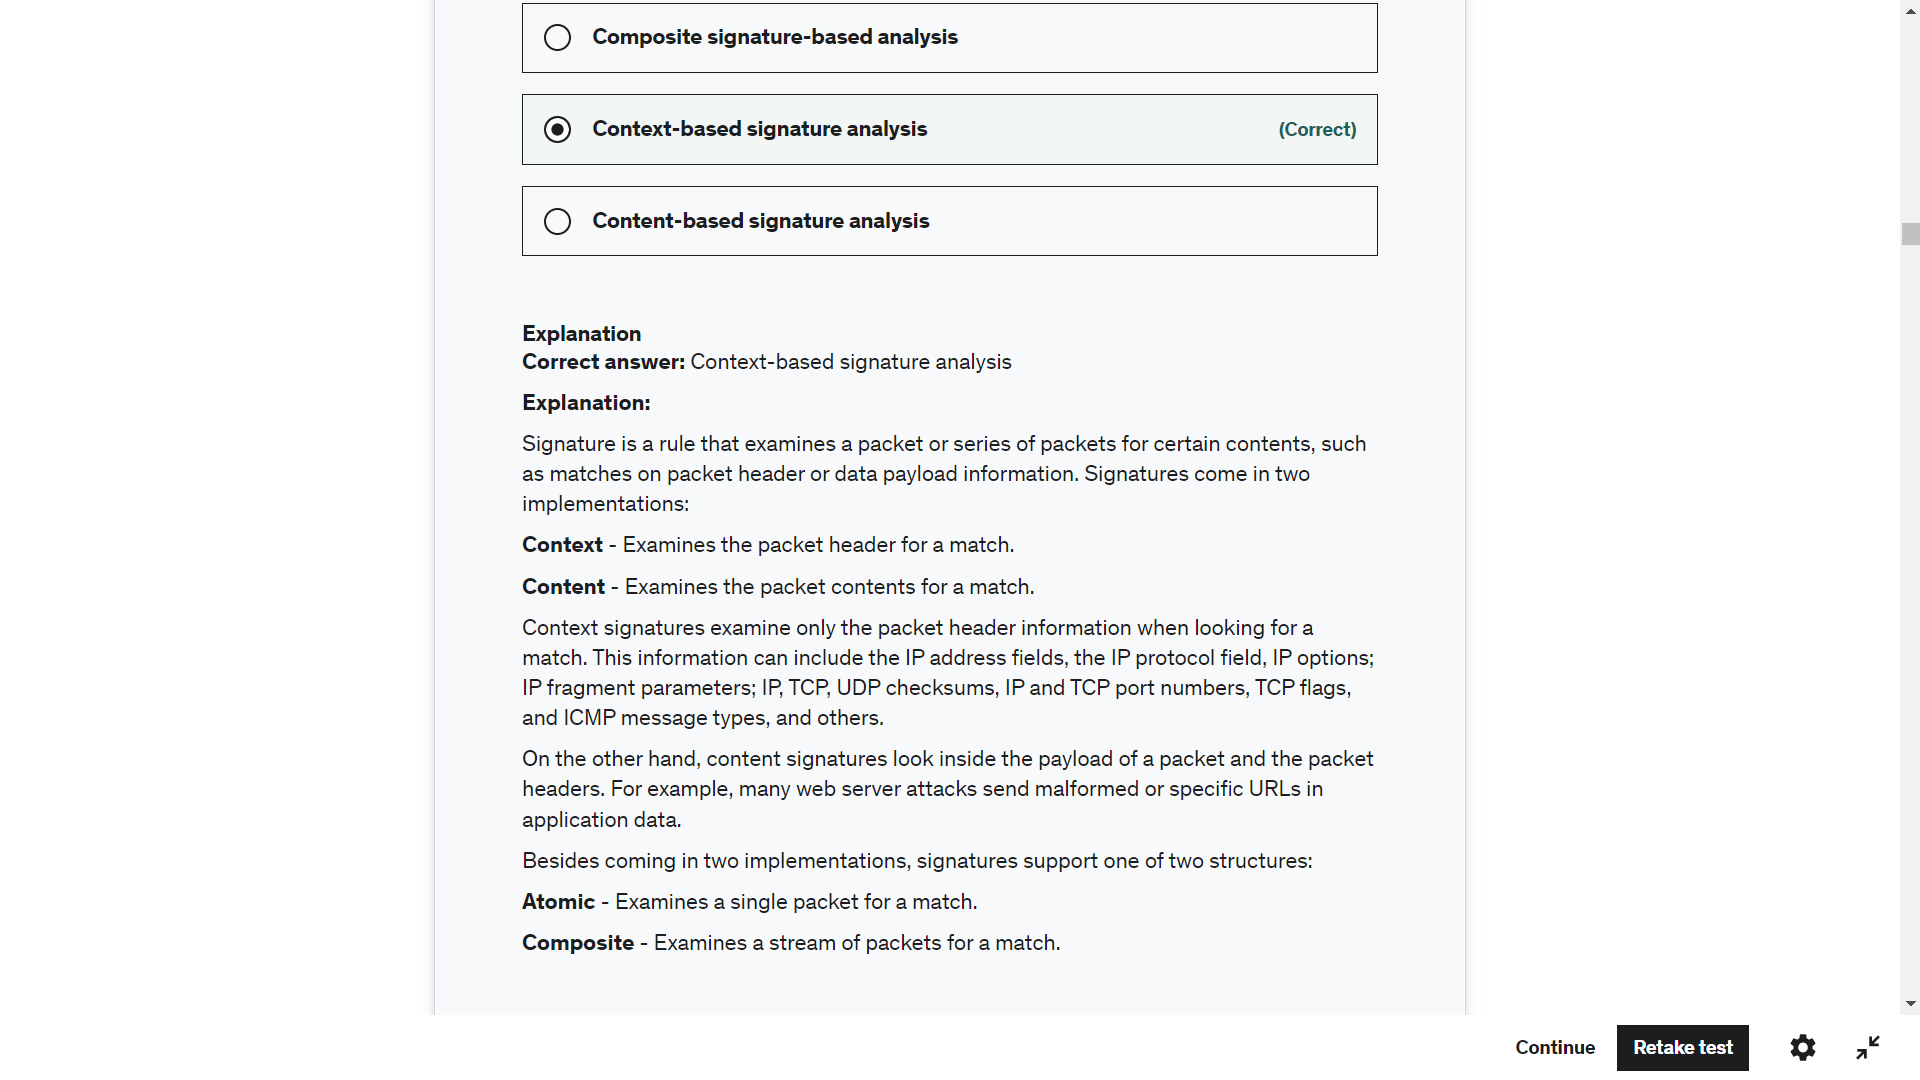 Composite signature-based analysis
Context-based signature analysis (Correct)
Content-based signature analysis
Explanation
Correct answer: Context-based signature analysis
Explanation:
Signature is a rule that examines a packet or series of packets for certain contents, such
as matches on packet header or data payload information. Signatures come in two
implementations:
Context - Examines the packet header for a match.
Content - Examines the packet contents for a match.
Context signatures examine only the packet header information when looking for a
match. This information can include the IP address fields, the IP protocol field, IP options;
IP fragment parameters; IP, TCP, UDP checksums, IP and TCP port numbers, TCP flags,
and ICMP message types, and others.
On the other hand, content signatures look inside the payload of a packet and the packet
headers. For example, many web server attacks send malformed or specific URLs in
application data.
Besides coming in two implementations, signatures support one of two structures:
Atomic - Examines a single packet for a match.
Composite - Examines a stream of packets for a match.
Continue Retake test